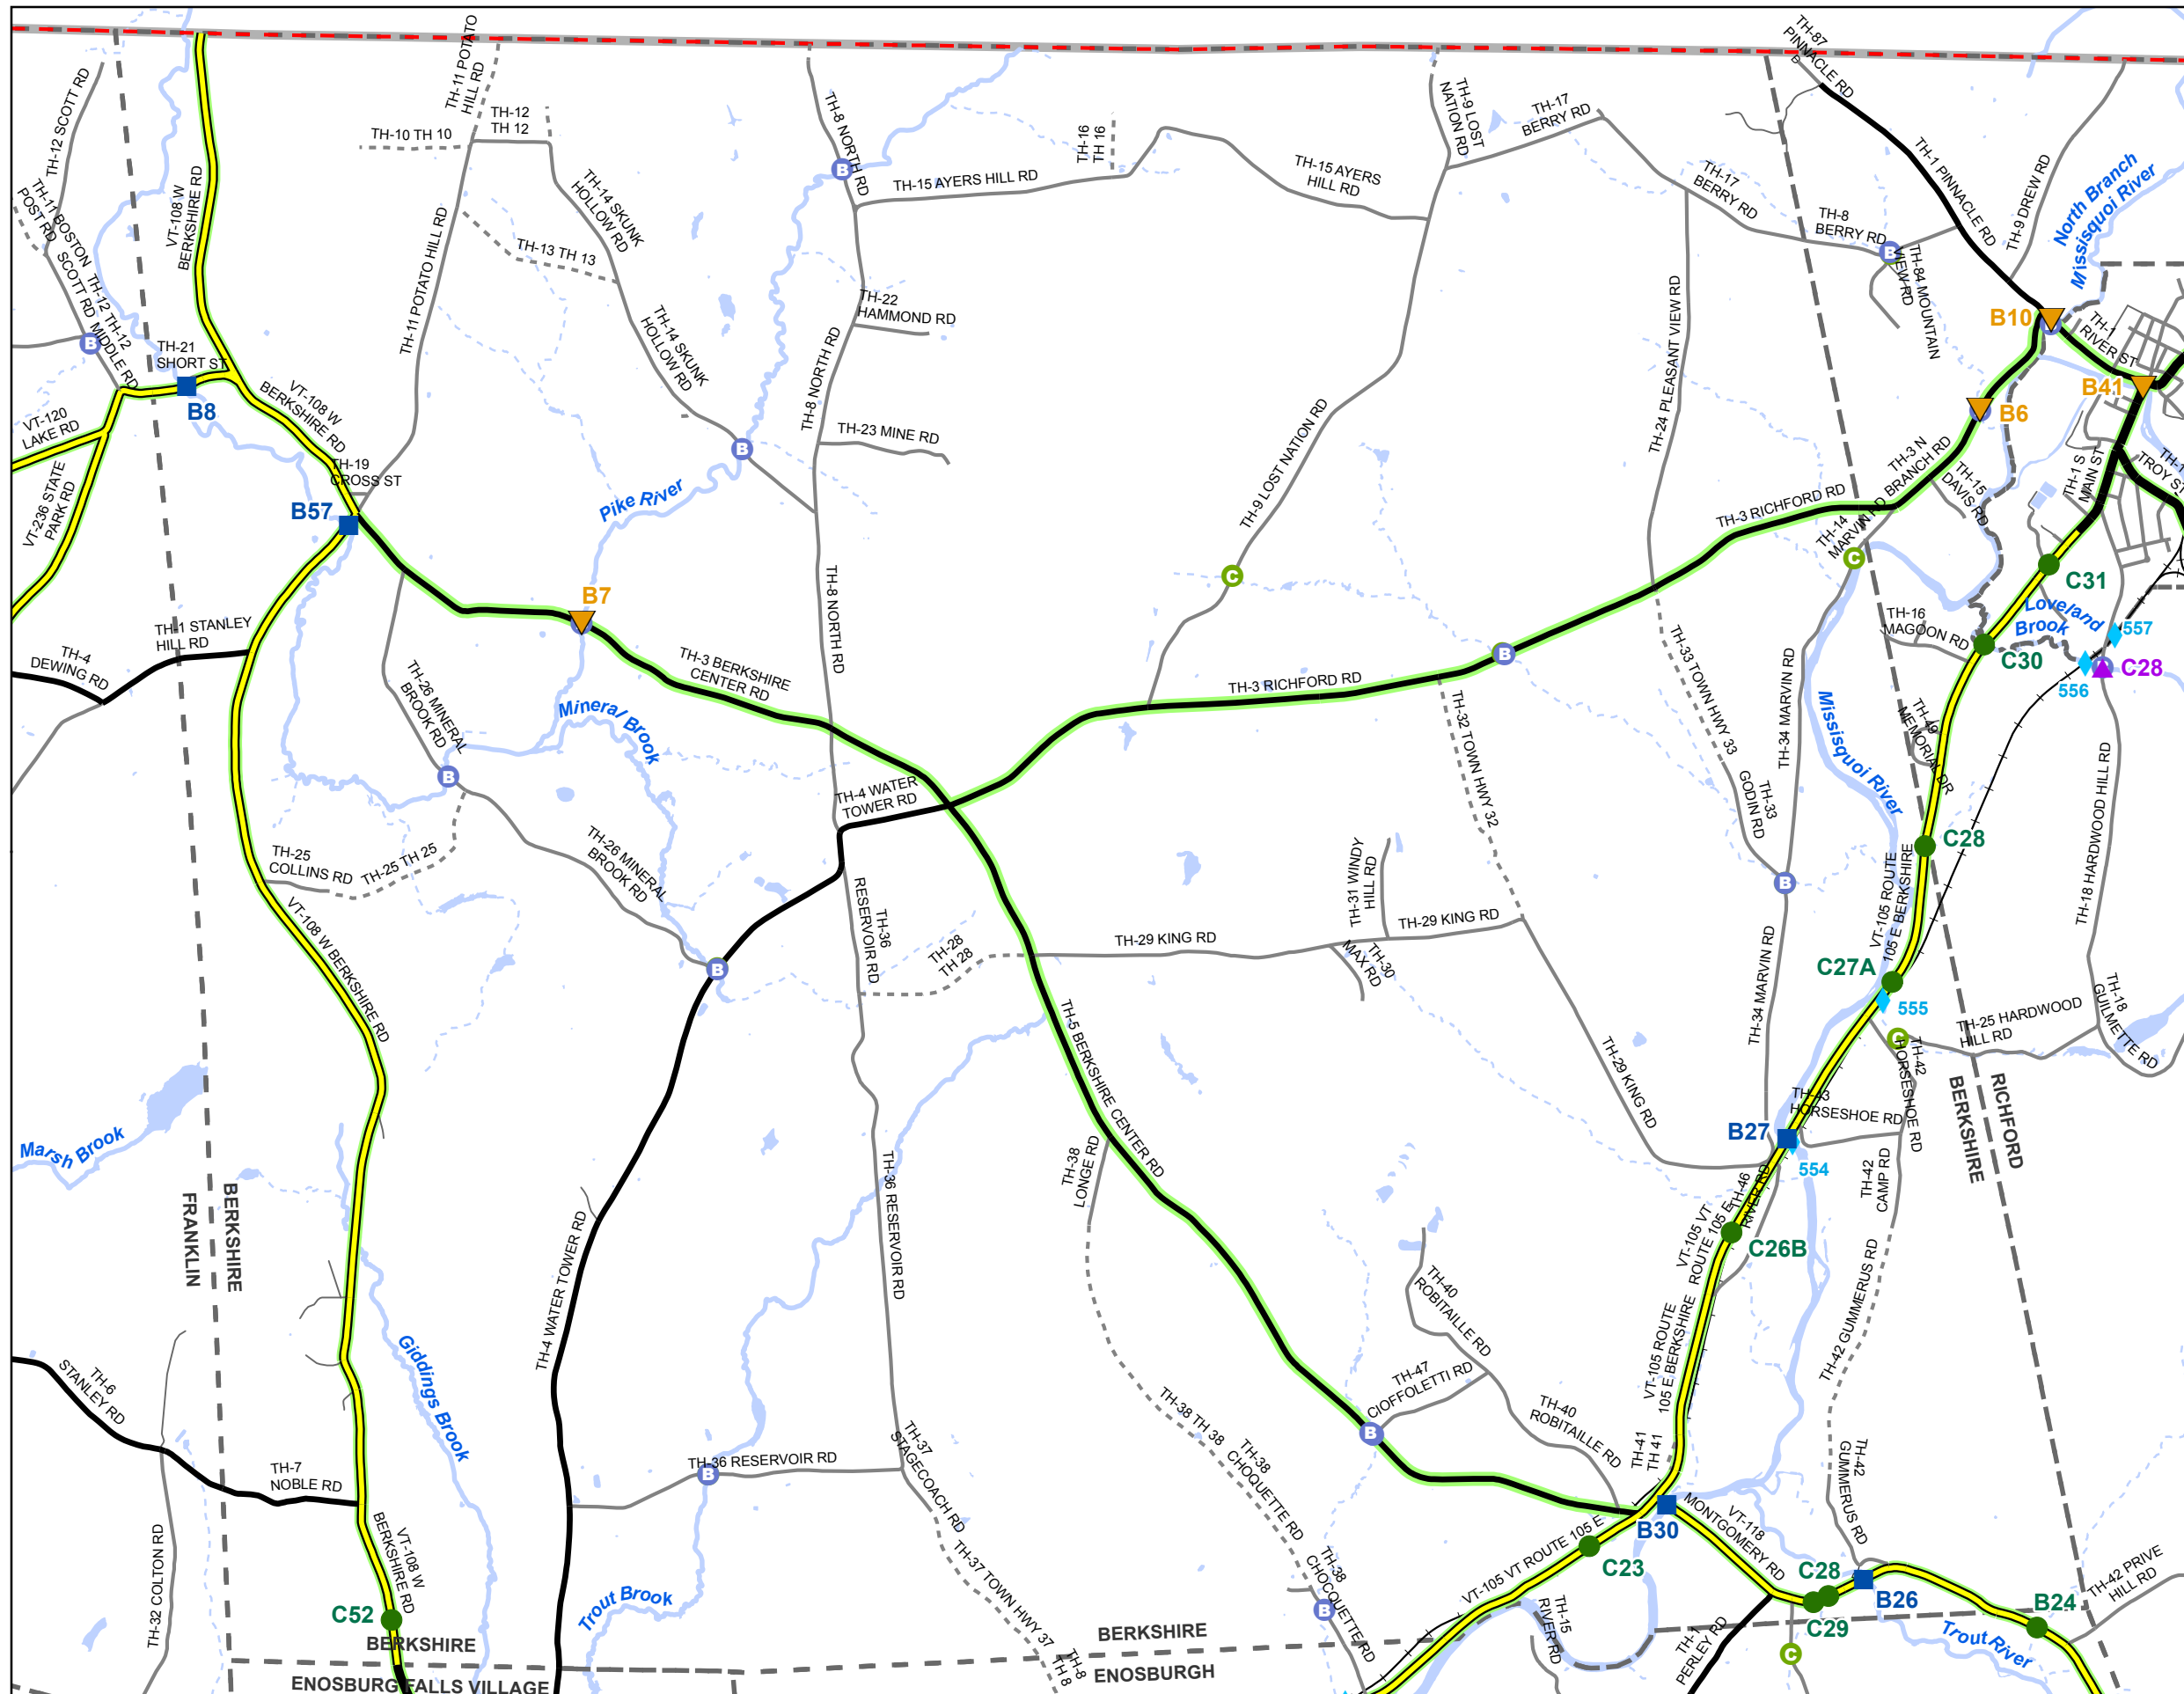 TH-12 SCOTT RD
TH-11 POTATO
HILL RD
TH-87
PINNACLE RD
TH-10 TH 10
TH-12
TH 12
TH-8 NORTH RD
TH-16
TH 16
TH-9 LOST
NATION RD
TH-17
BERRY RD
TH-1 PINNACLE RD
VT-108 W
BERKSHIRE RD
TH-11 BOSTON
POST RD
TH-12
SCOTT RD
TH-12
MIDDLE RD
TH-11 POTATO HILL RD
TH-14 SKUNK
HOLLOW RD
TH-13 TH 13
B
TH-15 AYERS HILL RD
TH-15 AYERS
HILL RD
TH-17
BERRY RD
TH-8
BERRY RD
B
TH-84 MOUNTAIN
VIEW RD
TH-9 DREW RD
North Branch
Missisquoi River
B
TH-21
SHORT ST
B8
VT-108 W
BERKSHIRE RD
TH-14 SKUNK
HOLLOW RD
TH-22
HAMMOND RD
TH-8 NORTH RD
TH-24 PLEASANT VIEW RD
B10
TH-1
RIVER ST
B41
B6
VT-120
LAKE RD
VT-236 STATE
PARK RD
TH-19
CROSS ST
B57
B
TH-23 MINE RD
Pike River
TH-9 LOST NATION RD
TH-3 RICHFORD RD
TH-3 N
BRANCH RD
TH-15
DAVIS RD
TH-14
MARVIN RD
TH-1 S
MAIN ST
TROY ST
C31
C
C
B7
TH-8 NORTH RD
TH-1 STANLEY
HILL RD
TH-4
DEWING RD
TH-26 MINERAL
BROOK RD
TH-3 BERKSHIRE
CENTER RD
Mineral Brook
TH-3 RICHFORD RD
B
TH-33 TOWN HWY 33
TH-34 MARVIN RD
TH-16
MAGOON RD
Loveland
Brook
C30
557
556
C28
TH-49
MEMORIAL DR
Missisquoi River
TH-32 TOWN HWY 32
B
TH-4 WATER
TOWER RD
TH-33
GODIN RD
C28
TH-18 HARDWOOD HILL RD
TH-25
COLLINS RD
TH-25 TH 25
TH-26 MINERAL
BROOK RD
TH-31 WINDY
HILL RD
B
VT-105 ROUTE
105 E BERKSHIRE
TH-36
RESERVOIR RD
TH-28
TH 28
TH-29 KING RD
TH-29 KING RD
TH-30
MAX RD
B
VT-108 W BERKSHIRE RD
TH-5 BERKSHIRE CENTER RD
TH-34 MARVIN RD
C27A
555
C
TH-25 HARDWOOD
HILL RD
TH-18
GUILMETTE RD
TH-42
HORSESHOE RD
TH-29 KING RD
TH-43
HORSESHOE RD
BERKSHIRE
RICHFORD
Marsh Brook
B27
554
TH-38
LONGE RD
TH-36 RESERVOIR RD
TH-46
RIVER RD
TH-42
CAMP RD
FRANKLIN
BERKSHIRE
TH-4 WATER TOWER RD
C26B
VT-105 VT
ROUTE 105 E
TH-40
ROBITAILLE RD
TH-42 GUMMERUS RD
Giddings Brook
TH-6
STANLEY RD
VT-105 ROUTE
105 E BERKSHIRE
TH-47
CIOFFOLETTI RD
B
TH-38 TH 38
TH-38
CHOQUETTE RD
TH-40
ROBITAILLE RD
TH-41
TH 41
TH-42
GUMMERUS RD
TH-7
NOBLE RD
TH-36 RESERVOIR RD
B
TH-37
STAGECOACH RD
VT-108 W
BERKSHIRE RD
TH-32 COLTON RD
B30
VT-118
MONTGOMERY RD
VT-105 VT ROUTE 105 E
C23
C28
B26
TH-42 PRIVE
HILL RD
B24
C29
C52
Trout Brook
TH-37 TOWN HWY 37
TH-38
CHOCQUETTE RD
B
TH-15
RIVER RD
PERLEY RD
C
Trout River
BERKSHIRE
ENOSBURG FALLS VILLAGE
TH-8
TH 8
BERKSHIRE
ENOSBURGH